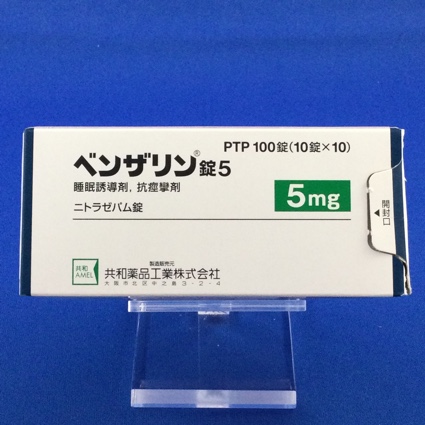 PTP 100錠(10錠×10)
ベンザリン®錠5
睡眠誘導剤, 抗痙攣剤
5mg
ニトラゼパム錠
開封口
共和
AMEL
製造販売元
共和薬品工業株式会社
大阪市北区中之島3-2-4